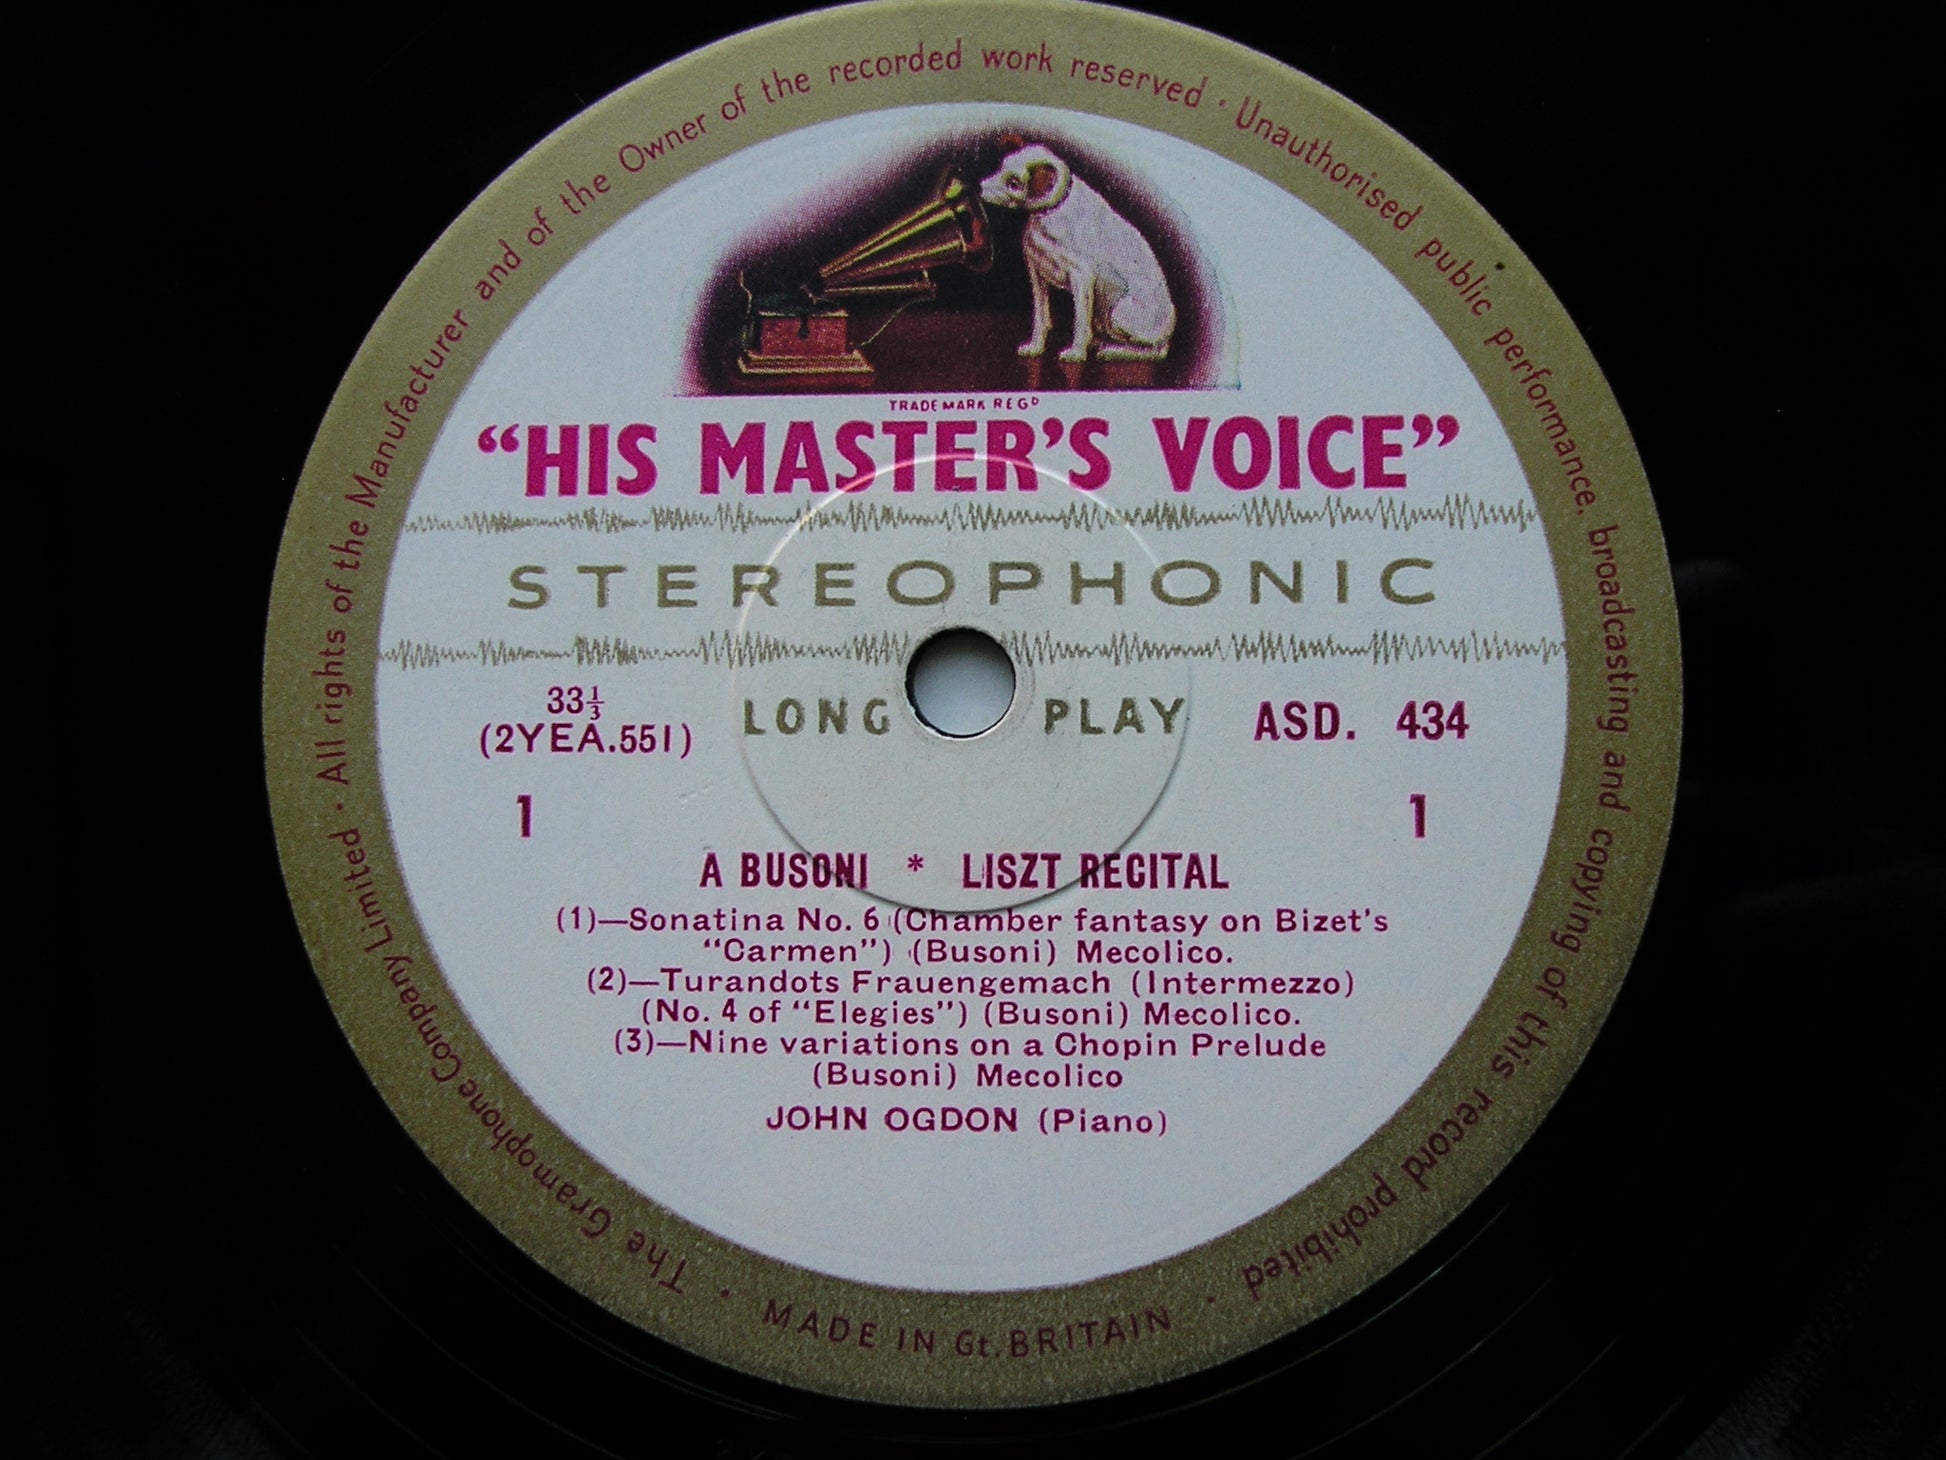 The Gramophone Company Limited · All rights of the Manufacturer and of the Owner of the recorded work reserved · Unauthorised public performance, broadcasting and copying of this record prohibited ·
TRADE MARK REGD
“HIS MASTER’S VOICE”
STEREOPHONIC
33⅓
(2YEA.551)
LONG PLAY
ASD. 434
1
1
A BUSONI * LISZT RECITAL
(1)—Sonatina No. 6 (Chamber fantasy on Bizet’s
“Carmen”) (Busoni) Mecolico.
(2)—Turandots Frauengemach (Intermezzo)
(No. 4 of “Elegies”) (Busoni) Mecolico.
(3)—Nine variations on a Chopin Prelude
(Busoni) Mecolico
JOHN OGDON (Piano)
MADE IN Gt. BRITAIN ·